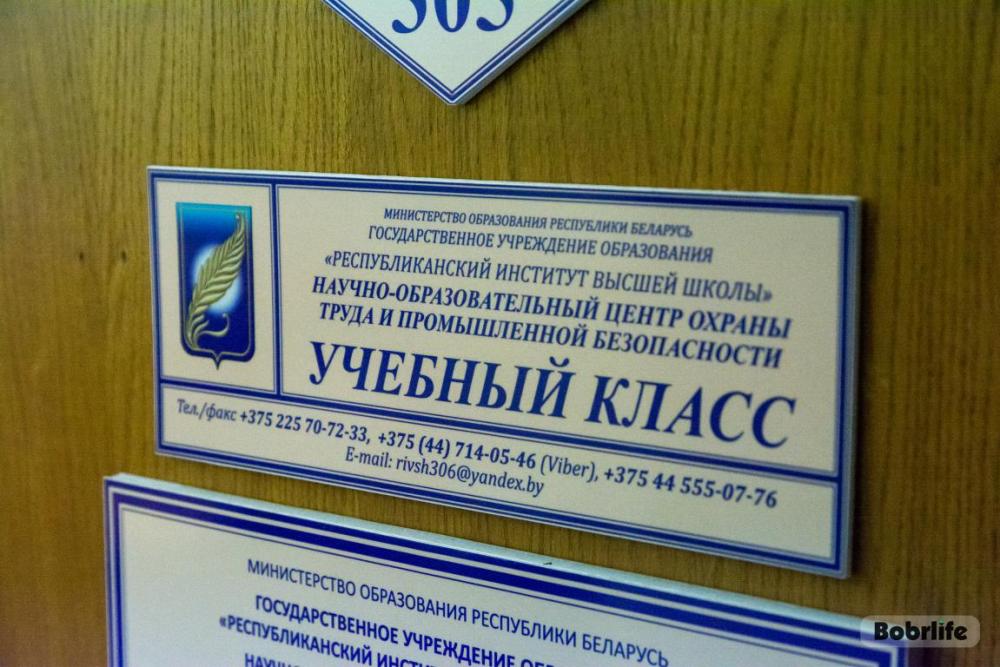 МИНИСТЕРСТВО ОБРАЗОВАНИЯ РЕСПУБЛИКИ БЕЛАРУСЬ
ГОСУДАРСТВЕННОЕ УЧРЕЖДЕНИЕ ОБРАЗОВАНИЯ
«РЕСПУБЛИКАНСКИЙ ИНСТИТУТ ВЫСШЕЙ ШКОЛЫ»
НАУЧНО-ОБРАЗОВАТЕЛЬНЫЙ ЦЕНТР ОХРАНЫ
ТРУДА И ПРОМЫШЛЕННОЙ БЕЗОПАСНОСТИ
УЧЕБНЫЙ КЛАСС
Тел./факс +375 225 70-72-33, +375 (44) 714-05-46 (Viber), +375 44 555-07-76
E-mail: rivsh306@yandex.by
МИНИСТЕРСТВО ОБРАЗОВАНИЯ РЕСПУБЛИКИ БЕЛАРУСЬ
ГОСУДАРСТВЕННОЕ УЧРЕЖДЕНИЕ
«РЕСПУБЛИКАНСКИЙ
Bobrlife